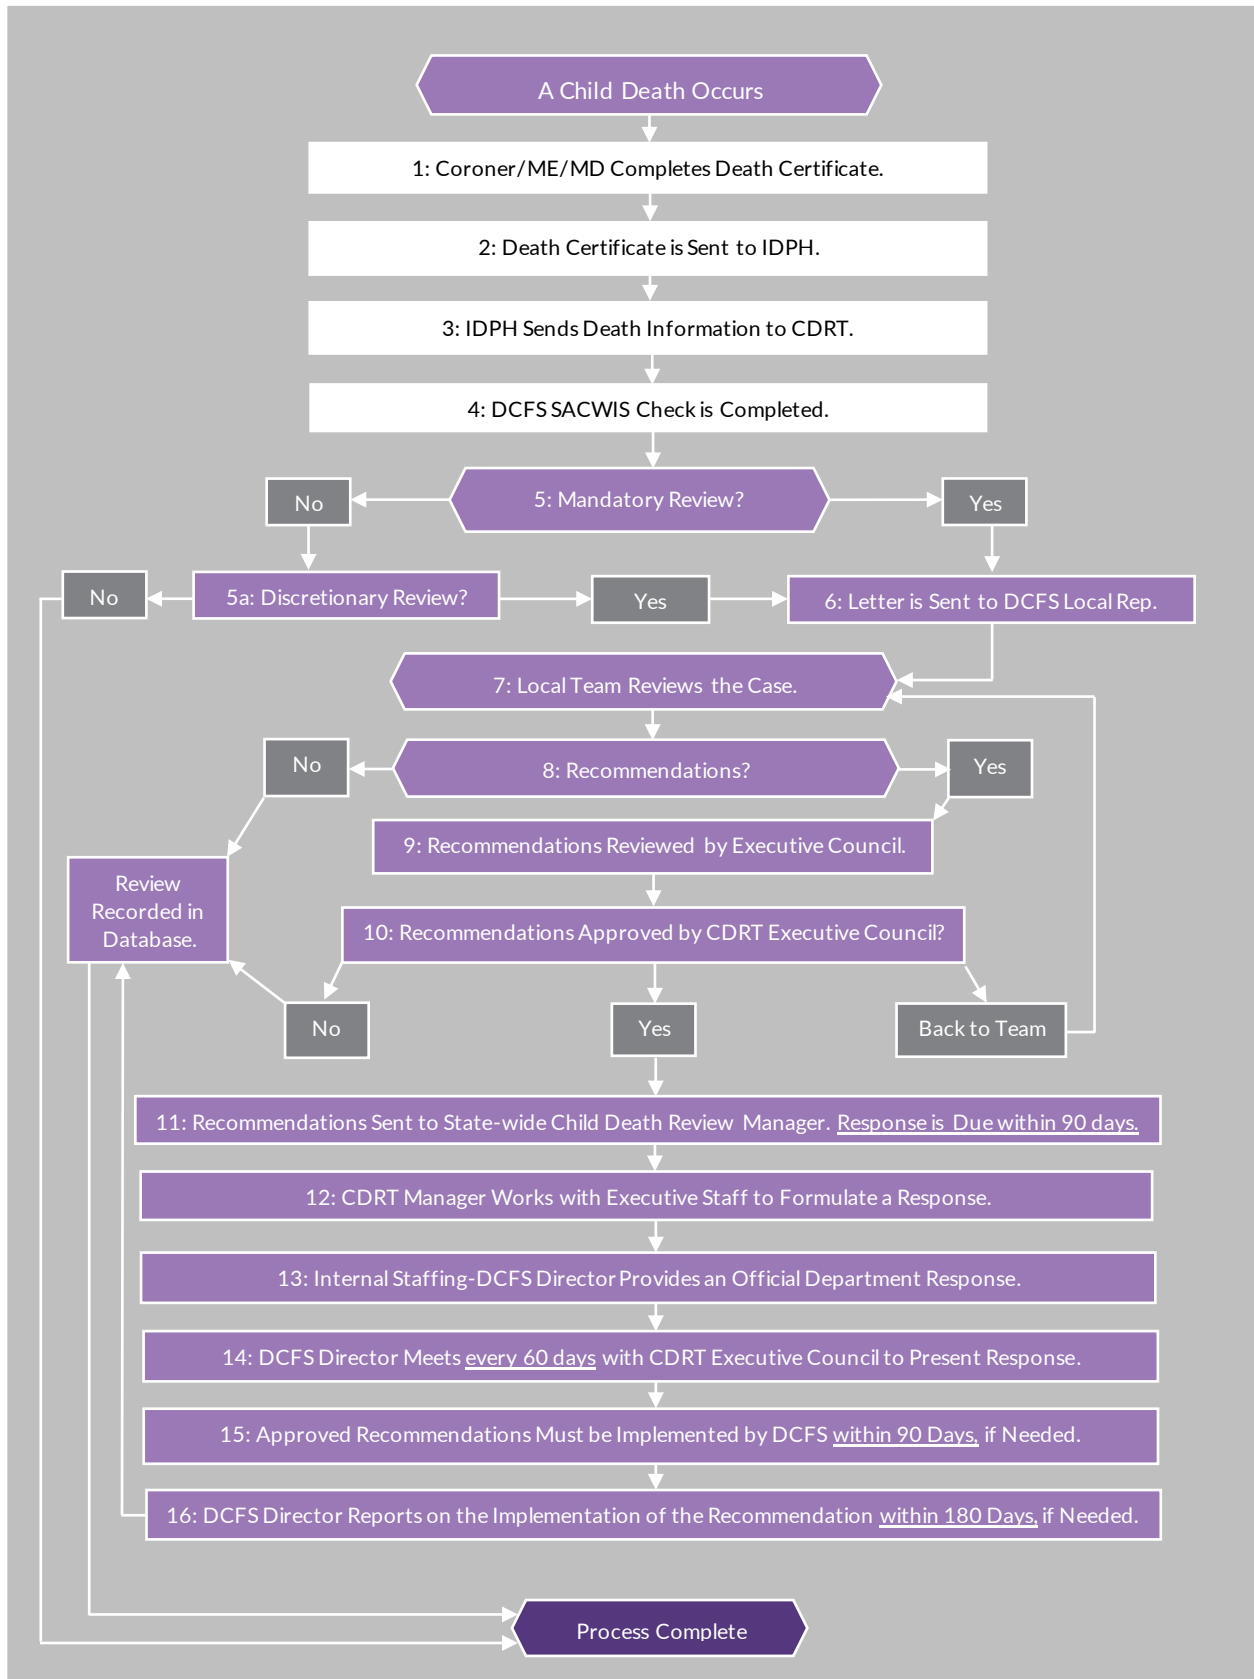 A Child Death Occurs
1: Coroner/ME/MD Completes Death Certificate.
2: Death Certificate is Sent to IDPH.
3: IDPH Sends Death Information to CDRT.
4: DCFS SACWIS Check is Completed.
No
5: Mandatory Review?
Yes
No
5a: Discretionary Review?
Yes
6: Letter is Sent to DCFS Local Rep.
7: Local Team Reviews the Case.
No
8: Recommendations?
Yes
9: Recommendations Reviewed by Executive Council.
Review
Recorded in
Database.
10: Recommendations Approved by CDRT Executive Council?
No
Yes
Back to Team
11: Recommendations Sent to State-wide Child Death Review Manager. Response is Due within 90 days.
12: CDRT Manager Works with Executive Staff to Formulate a Response.
13: Internal Staffing-DCFS Director Provides an Official Department Response.
14: DCFS Director Meets every 60 days with CDRT Executive Council to Present Response.
15: Approved Recommendations Must be Implemented by DCFS within 90 Days, if Needed.
16: DCFS Director Reports on the Implementation of the Recommendation within 180 Days, if Needed.
Process Complete